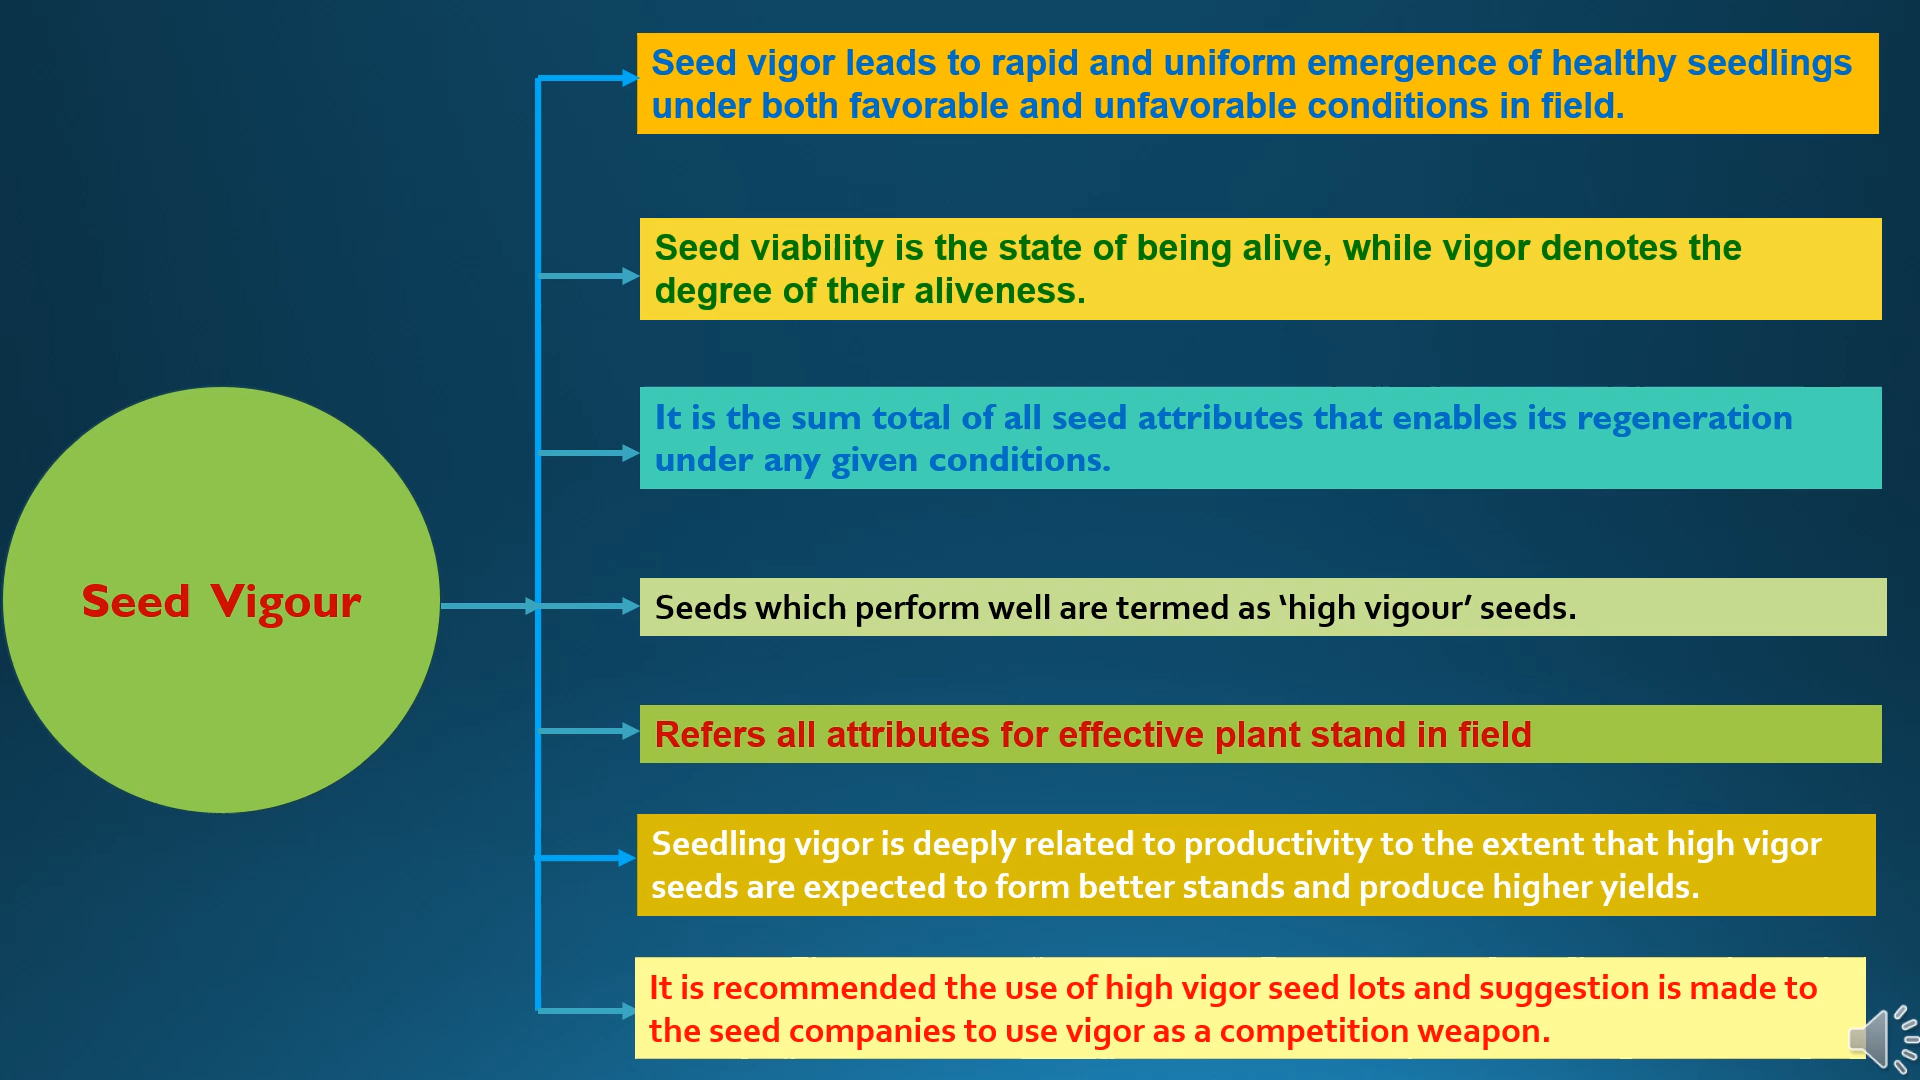 Seed vigor leads to rapid and uniform emergence of healthy seedlings
under both favorable and unfavorable conditions in field.
Seed viability is the state of being alive, while vigor denotes the
degree of their aliveness.
It is the sum total of all seed attributes that enables its regeneration
under any given conditions.
Seed Vigour
Seeds which perform well are termed as ‘high vigour’ seeds.
Refers all attributes for effective plant stand in field
Seedling vigor is deeply related to productivity to the extent that high vigor
seeds are expected to form better stands and produce higher yields.
It is recommended the use of high vigor seed lots and suggestion is made to
the seed companies to use vigor as a competition weapon.